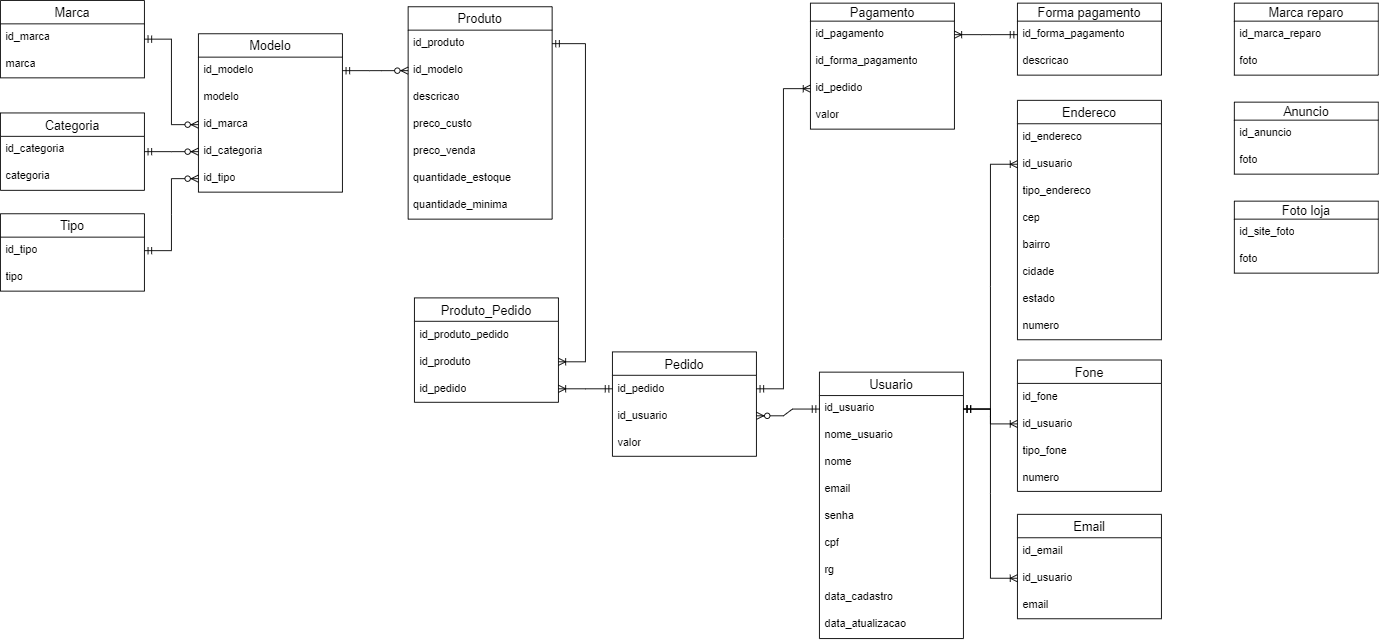 Marca
id_marca
marca
Categoria
id_categoria
categoria
Tipo
id_tipo
tipo
Modelo
id_modelo
modelo
id_marca
id_categoria
id_tipo
Produto
id_produto
id_modelo
descricao
preco_custo
preco_venda
quantidade_estoque
quantidade_minima
Produto_Pedido
id_produto_pedido
id_produto
id_pedido
Pedido
id_pedido
id_usuario
valor
Pagamento
id_pagamento
id_forma_pagamento
id_pedido
valor
Usuario
id_usuario
nome_usuario
nome
email
senha
cpf
rg
data_cadastro
data_atualizacao
Forma pagamento
id_forma_pagamento
descricao
Endereco
id_endereco
id_usuario
tipo_endereco
cep
bairro
cidade
estado
numero
Fone
id_fone
id_usuario
tipo_fone
numero
Email
id_email
id_usuario
email
Marca reparo
id_marca_reparo
foto
Anuncio
id_anuncio
foto
Foto loja
id_site_foto
foto